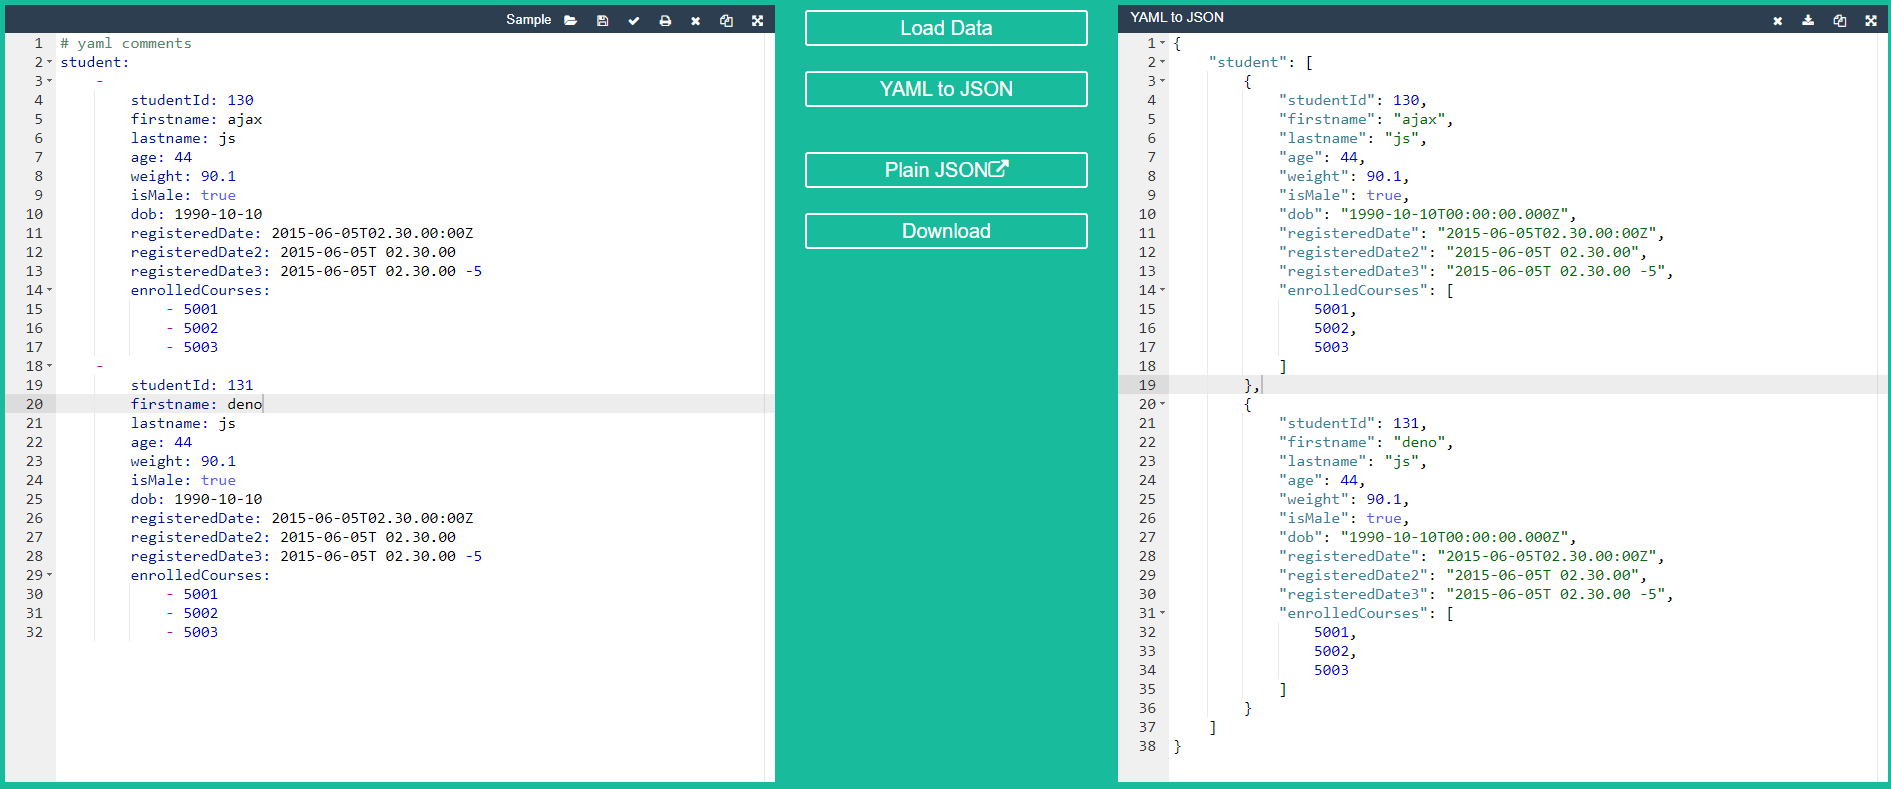 Sample
1 # yaml comments
2 student:
3 -
4 studentId: 130
5 firstname: ajax
6 lastname: js
7 age: 44
8 weight: 90.1
9 isMale: true
10 dob: 1990-10-10
11 registeredDate: 2015-06-05T02.30.00:00Z
12 registeredDate2: 2015-06-05T 02.30.00
13 registeredDate3: 2015-06-05T 02.30.00 -5
14 enrolledCourses:
15 - 5001
16 - 5002
17 - 5003
18 -
19 studentId: 131
20 firstname: deno
21 lastname: js
22 age: 44
23 weight: 90.1
24 isMale: true
25 dob: 1990-10-10
26 registeredDate: 2015-06-05T02.30.00:00Z
27 registeredDate2: 2015-06-05T 02.30.00
28 registeredDate3: 2015-06-05T 02.30.00 -5
29 enrolledCourses:
30 - 5001
31 - 5002
32 - 5003
Load Data
YAML to JSON
Plain JSON
Download
YAML to JSON
1 {
2 "student": [
3 {
4 "studentId": 130,
5 "firstname": "ajax",
6 "lastname": "js",
7 "age": 44,
8 "weight": 90.1,
9 "isMale": true,
10 "dob": "1990-10-10T00:00:00.000Z",
11 "registeredDate": "2015-06-05T02.30.00:00Z",
12 "registeredDate2": "2015-06-05T 02.30.00",
13 "registeredDate3": "2015-06-05T 02.30.00 -5",
14 "enrolledCourses": [
15 5001,
16 5002,
17 5003
18 ]
19 },
20 {
21 "studentId": 131,
22 "firstname": "deno",
23 "lastname": "js",
24 "age": 44,
25 "weight": 90.1,
26 "isMale": true,
27 "dob": "1990-10-10T00:00:00.000Z",
28 "registeredDate": "2015-06-05T02.30.00:00Z",
29 "registeredDate2": "2015-06-05T 02.30.00",
30 "registeredDate3": "2015-06-05T 02.30.00 -5",
31 "enrolledCourses": [
32 5001,
33 5002,
34 5003
35 ]
36 }
37 ]
38 }